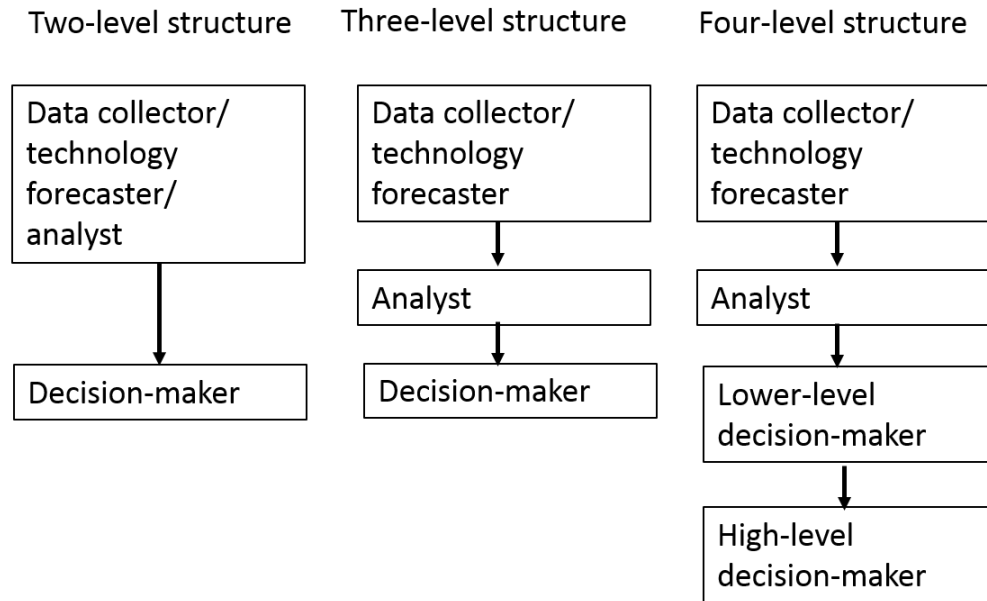 Two-level structure
Data collector/
technology
forecaster/
analyst
Decision-maker
Three-level structure
Data collector/
technology
forecaster
Analyst
Decision-maker
Four-level structure
Data collector/
technology
forecaster
Analyst
Lower-level
decision-maker
High-level
decision-maker